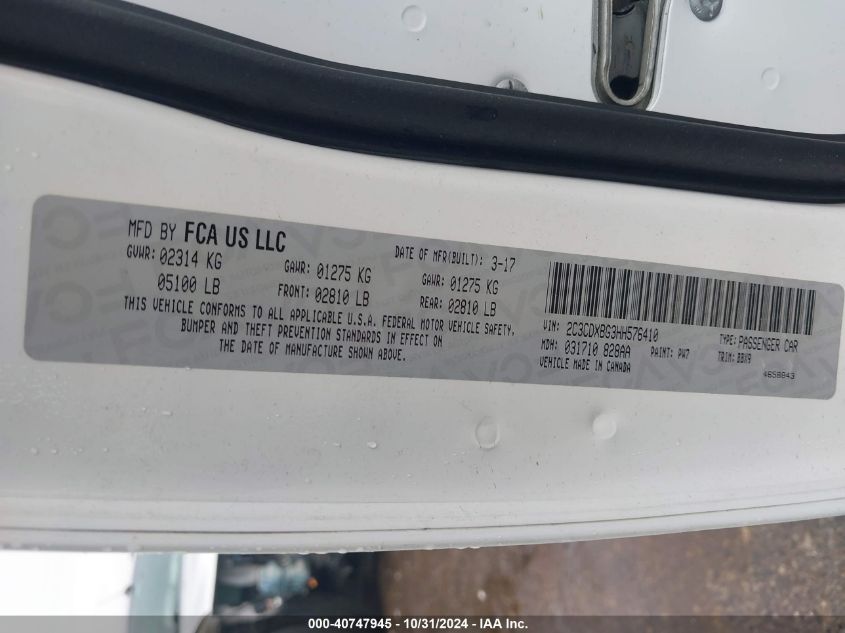 MFD BY FCA US LLC
DATE OF MFR(BUILT): 3-17
GVWR: 02314 KG
GAWR: 01275 KG
GAWR: 01275 KG
05100 LB
FRONT: 02810 LB
REAR: 02810 LB
THIS VEHICLE CONFORMS TO ALL APPLICABLE U.S.A. FEDERAL MOTOR VEHICLE SAFETY,
BUMPER AND THEFT PREVENTION STANDARDS IN EFFECT ON
THE DATE OF MANUFACTURE SHOWN ABOVE.
VIN: 2C3CDXBG3HH576410
TYPE: PASSENGER CAR
MDH: 031710 828AA
PAINT: PW7
TRIM: BBX9
VEHICLE MADE IN CANADA
4658843
000-40747945 - 10/31/2024 - IAA Inc.